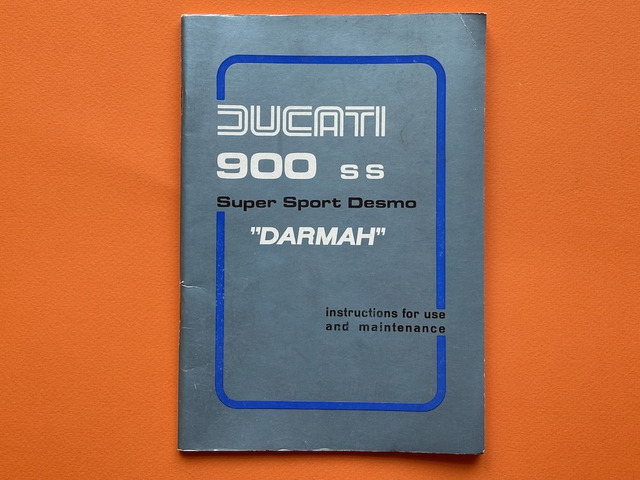 DUCATI
900 SS
Super Sport Desmo
"DARMAH"
instructions for use
and maintenance